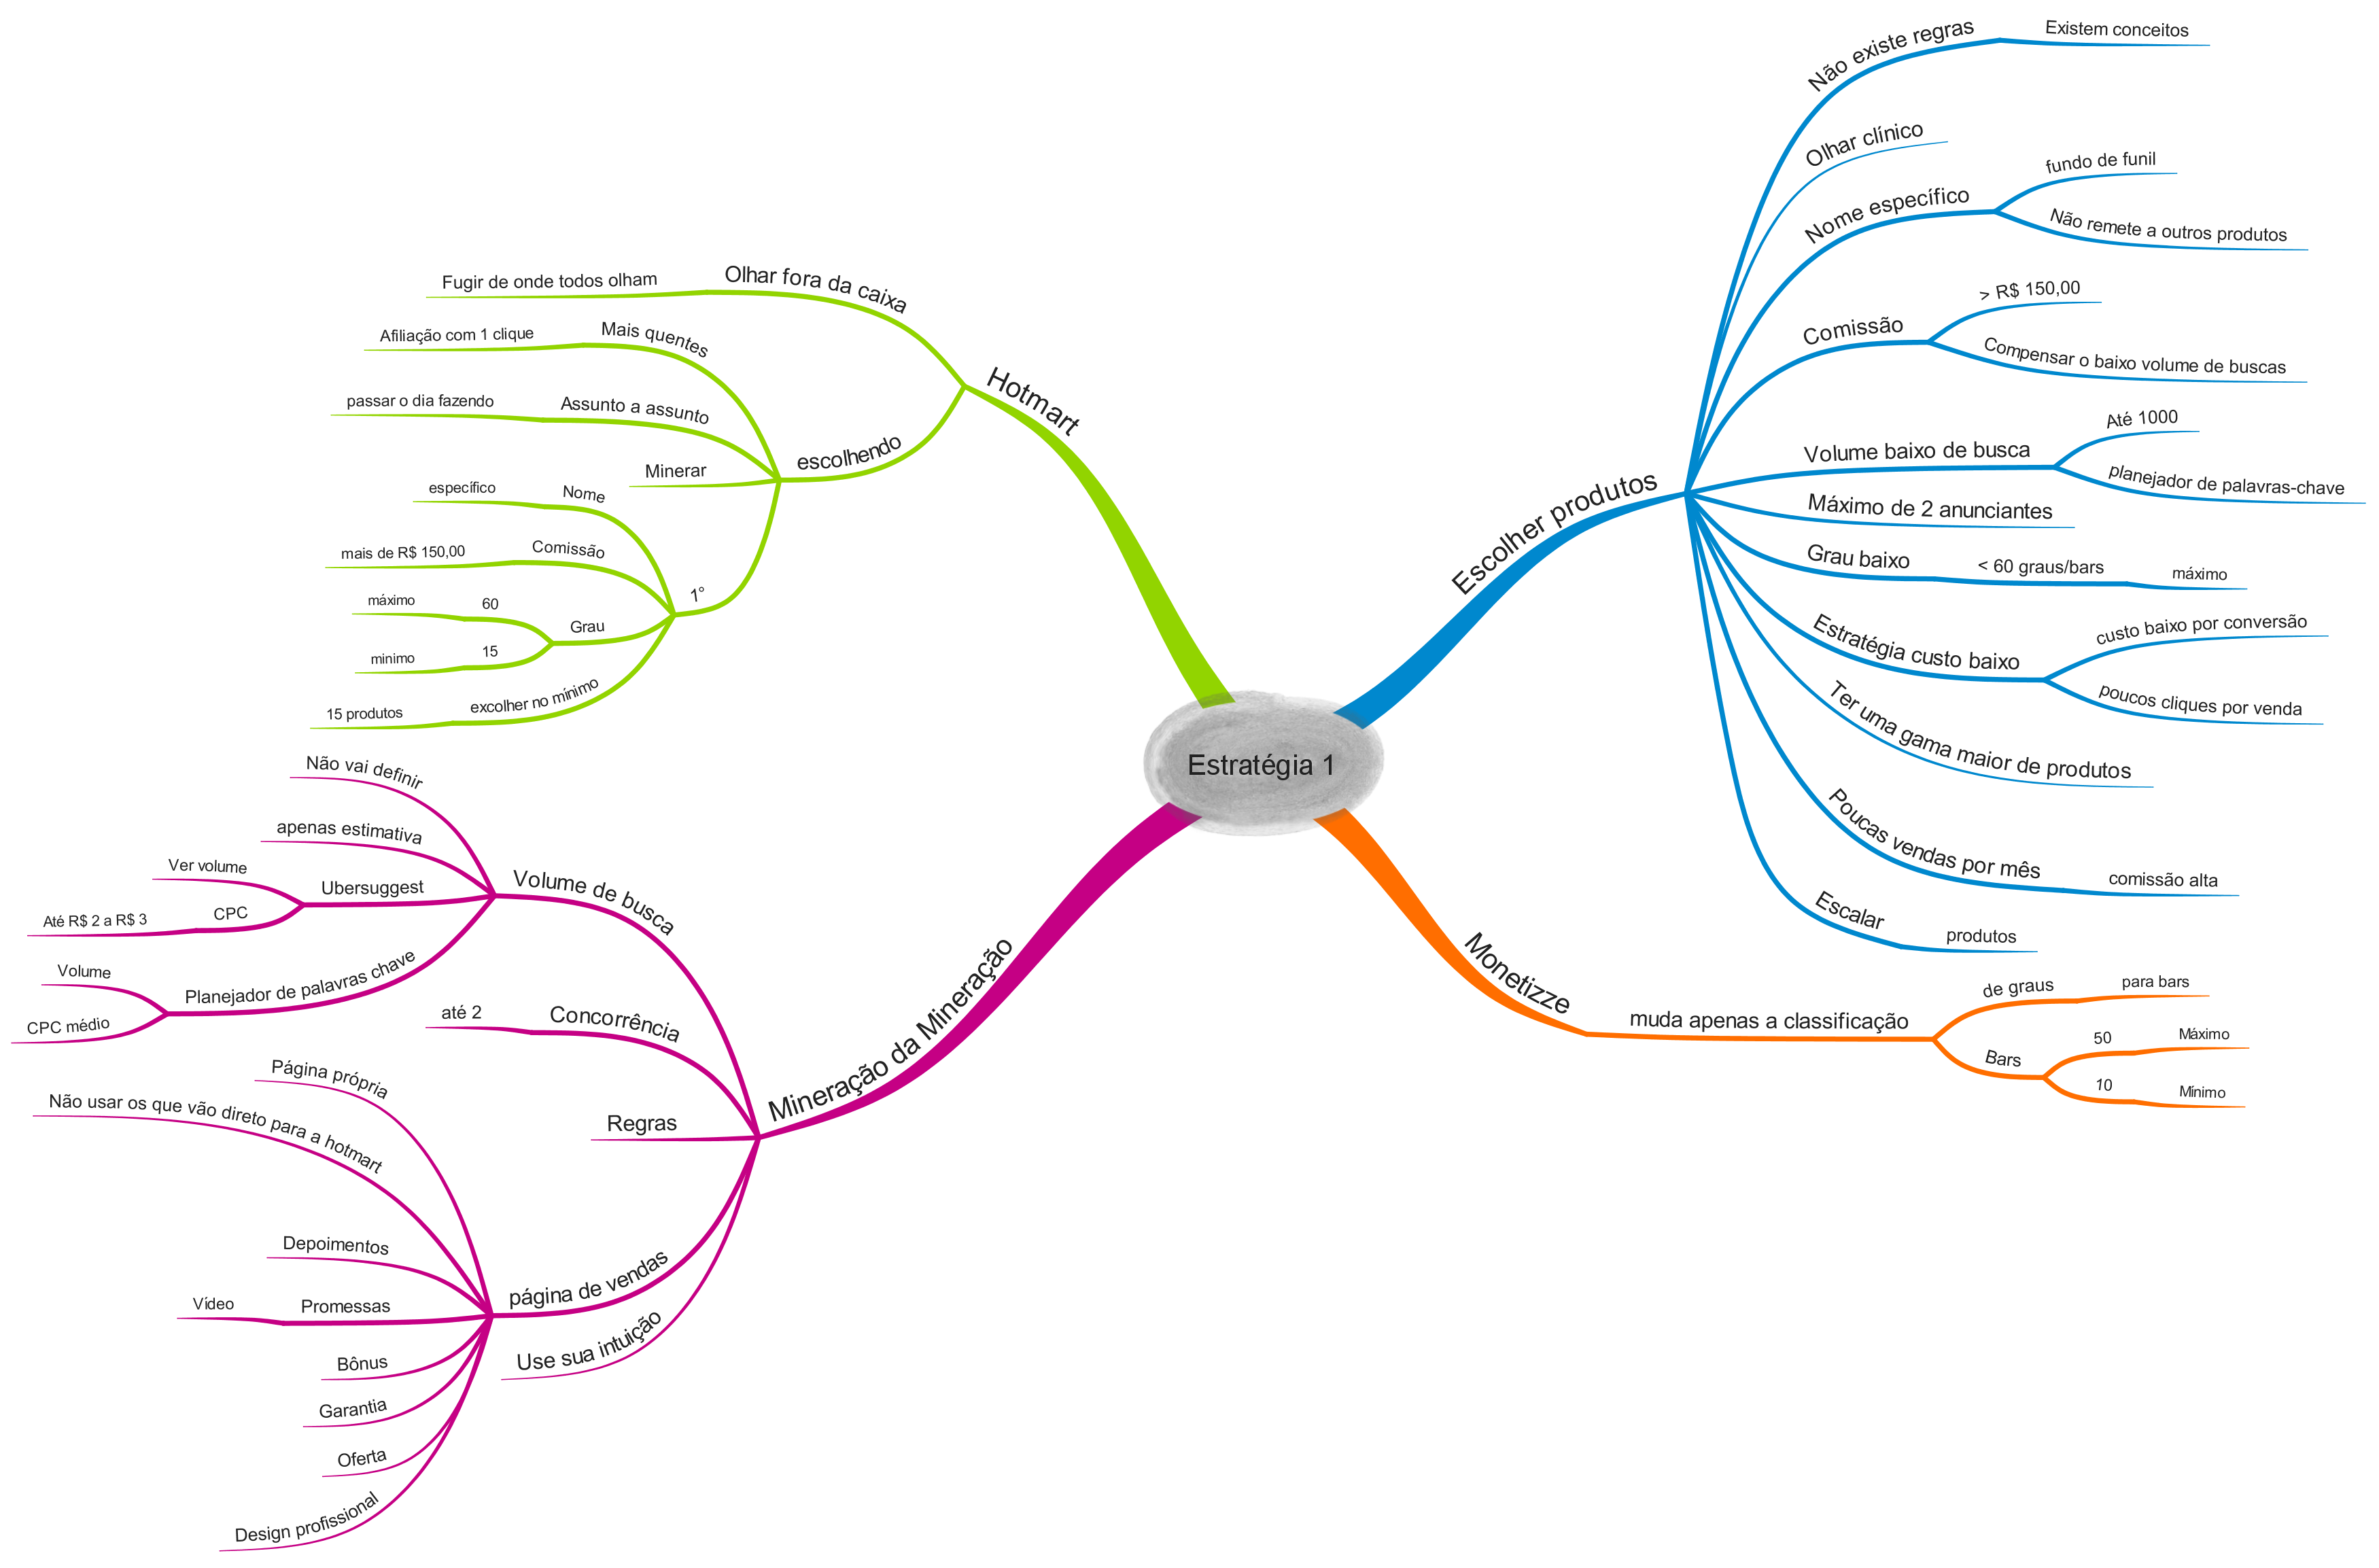 Estratégia 1
Escolher produtos
Não existe regras
Existem conceitos
Olhar clínico
Nome específico
fundo de funil
Não remete a outros produtos
Comissão
> R$ 150,00
Compensar o baixo volume de buscas
Volume baixo de busca
Até 1000
planejador de palavras-chave
Máximo de 2 anunciantes
Grau baixo
< 60 graus/bars
máximo
Estratégia custo baixo
custo baixo por conversão
poucos cliques por venda
Ter uma gama maior de produtos
Poucas vendas por mês
comissão alta
Escalar
produtos
Monetizze
muda apenas a classificação
de graus
para bars
Bars
50
Máximo
10
Mínimo
Mineração da Mineração
Volume de busca
Não vai definir
apenas estimativa
Ubersuggest
Ver volume
CPC
Até R$ 2 a R$ 3
Planejador de palavras chave
Volume
CPC médio
Concorrência
até 2
Regras
página de vendas
Página própria
Não usar os que vão direto para a hotmart
Depoimentos
Promessas
Vídeo
Bônus
Garantia
Oferta
Design profissional
Use sua intuição
Hotmart
Olhar fora da caixa
Fugir de onde todos olham
escolhendo
Mais quentes
Afiliação com 1 clique
Assunto a assunto
passar o dia fazendo
Minerar
1°
Nome
específico
Comissão
mais de R$ 150,00
Grau
60
máximo
15
minimo
excolher no mínimo
15 produtos